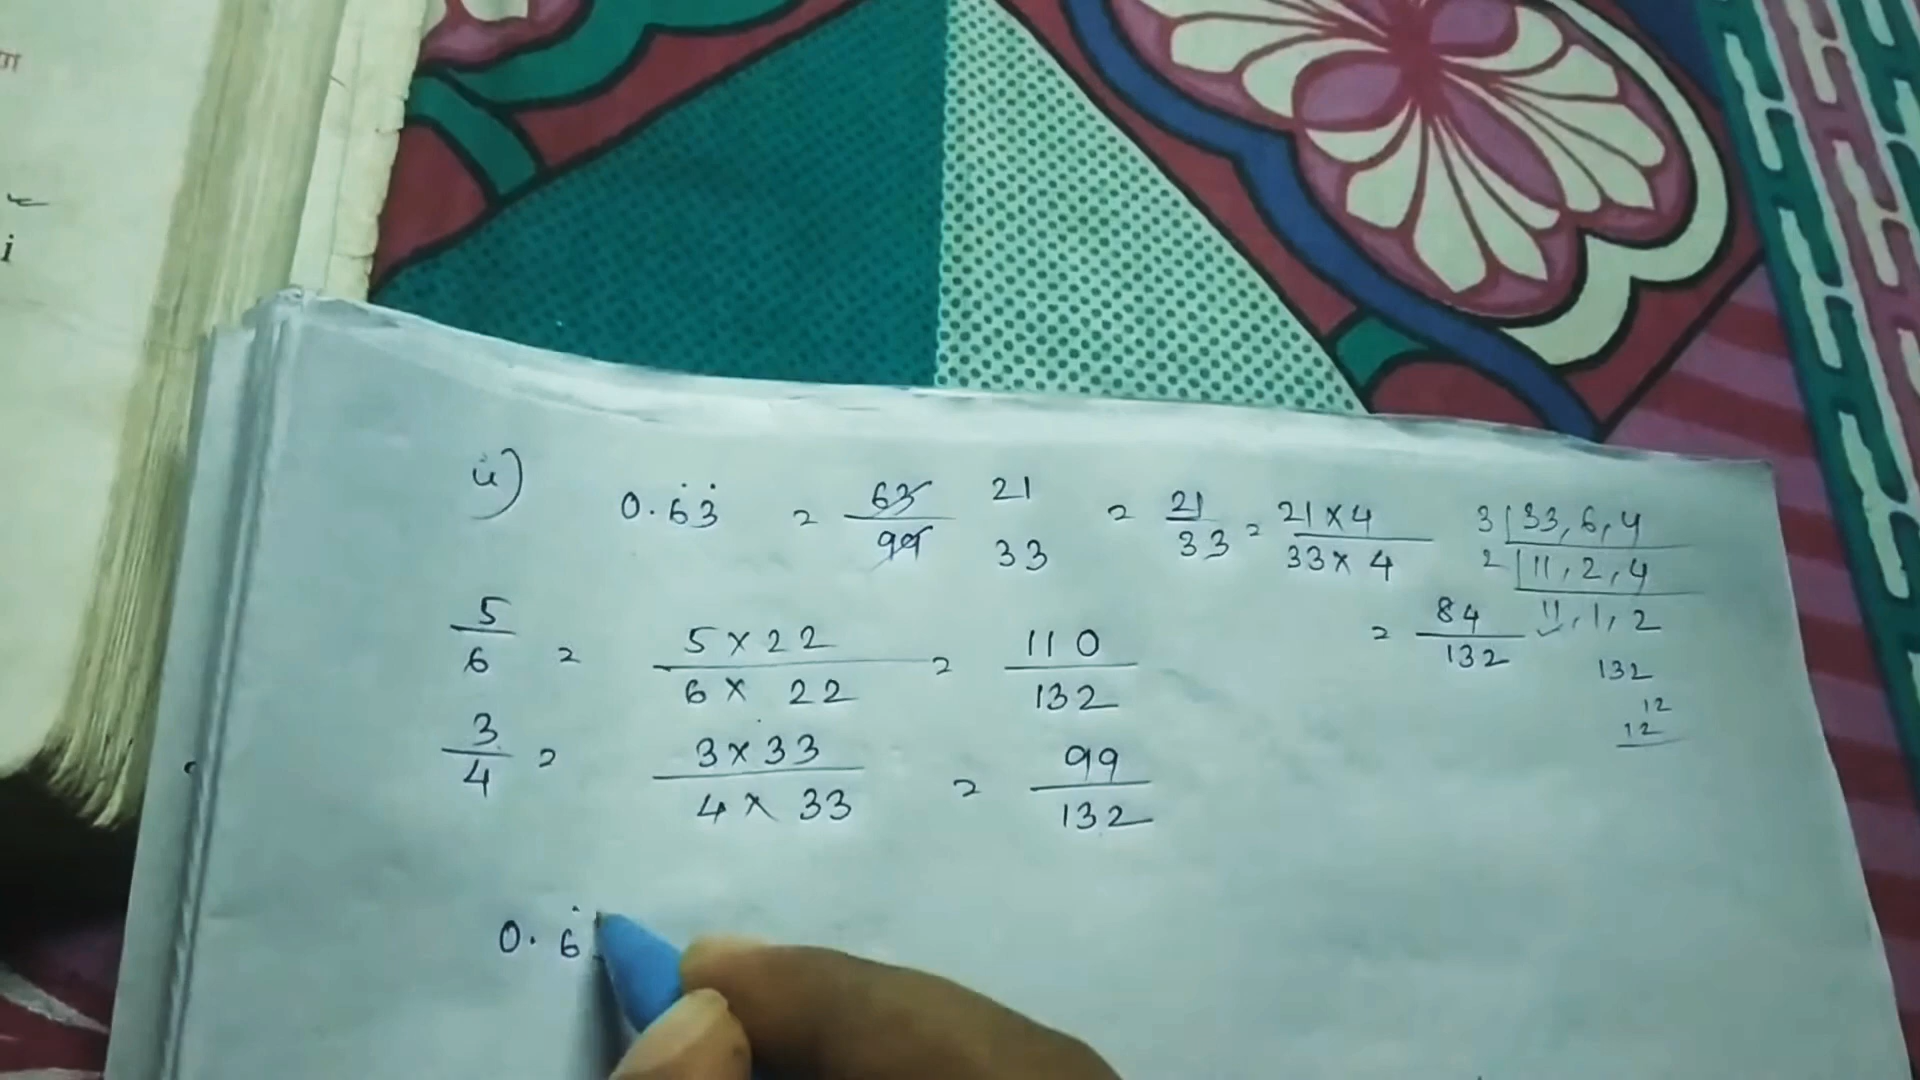 ii) 0.6̇3̇ = 63/99 21/33 = 21/33 = 21×4/33×4
3 | 33, 6, 4
2 | 11, 2, 4
11, 1, 2
= 84/132
132
12
12
5/6 = 5×22/6×22 = 110/132
3/4 = 3×33/4×33 = 99/132
0.6̇
i